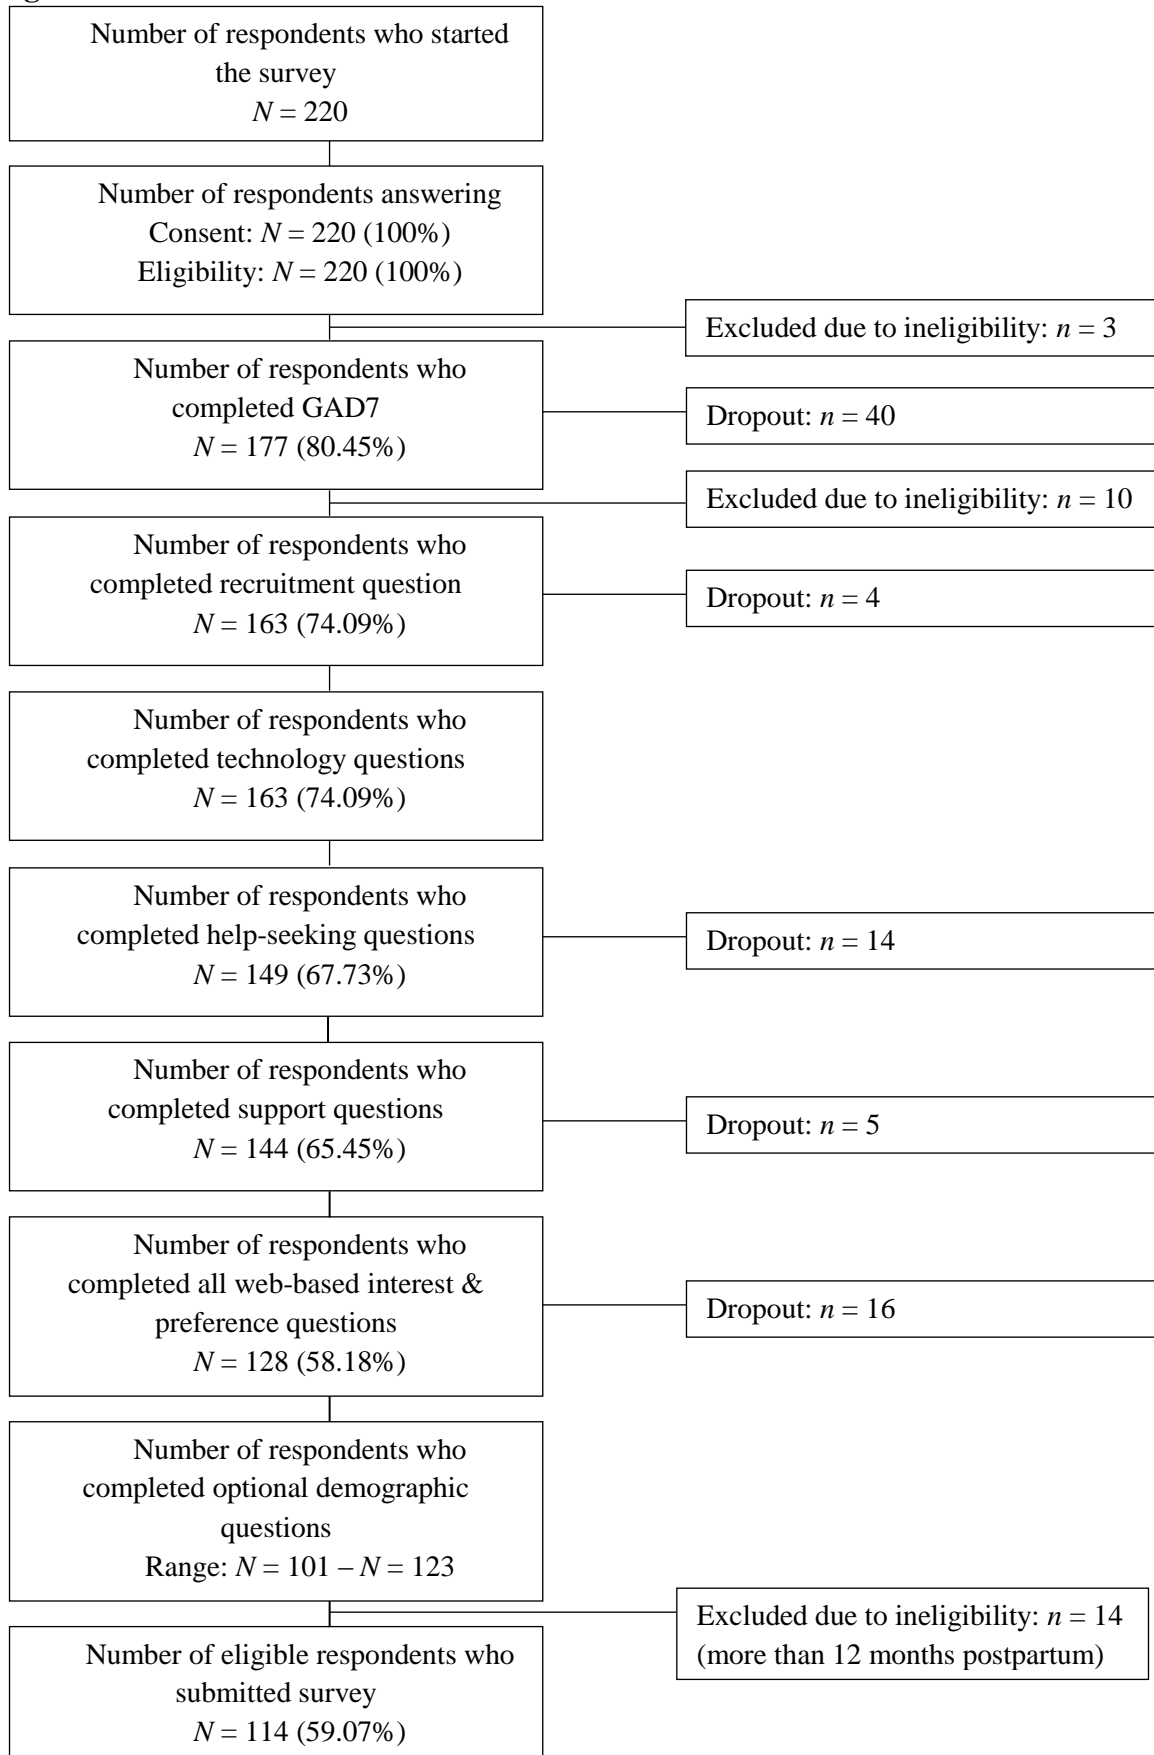 Number of respondents who started
the survey
N = 220
Number of respondents answering
Consent: N = 220 (100%)
Eligibility: N = 220 (100%)
Excluded due to ineligibility: n = 3
Number of respondents who
completed GAD7
N = 177 (80.45%)
Dropout: n = 40
Excluded due to ineligibility: n = 10
Number of respondents who
completed recruitment question
N = 163 (74.09%)
Dropout: n = 4
Number of respondents who
completed technology questions
N = 163 (74.09%)
Number of respondents who
completed help-seeking questions
N = 149 (67.73%)
Dropout: n = 14
Number of respondents who
completed support questions
N = 144 (65.45%)
Dropout: n = 5
Number of respondents who
completed all web-based interest &
preference questions
N = 128 (58.18%)
Dropout: n = 16
Number of respondents who
completed optional demographic
questions
Range: N = 101 – N = 123
Excluded due to ineligibility: n = 14
(more than 12 months postpartum)
Number of eligible respondents who
submitted survey
N = 114 (59.07%)